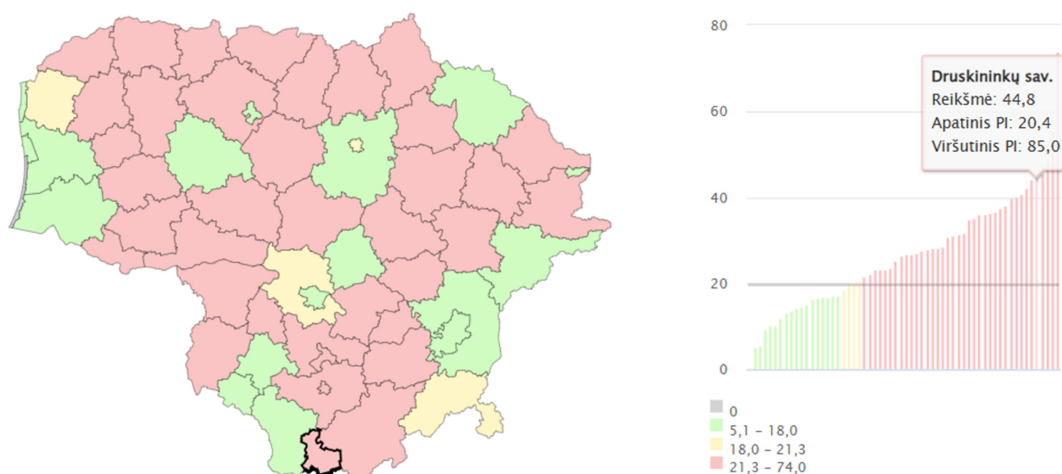 80
60
40
20
0
Druskininkų sav.
Reikšmė: 44,8
Apatinis PI: 20,4
Viršutinis PI: 85,0
0
5,1 – 18,0
18,0 – 21,3
21,3 – 74,0